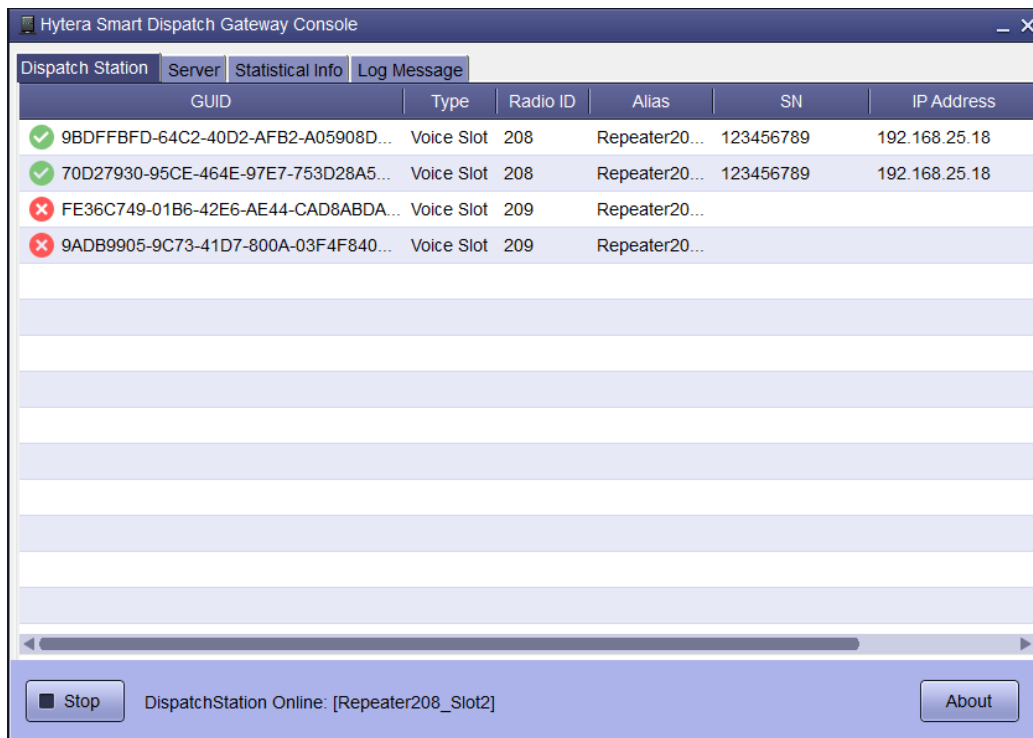 Hytera Smart Dispatch Gateway Console
Dispatch Station Server Statistical Info Log Message
GUID Type Radio ID Alias SN IP Address
9BDFFBFD-64C2-40D2-AFB2-A05908D... Voice Slot 208 Repeater20... 123456789 192.168.25.18
70D27930-95CE-464E-97E7-753D28A5... Voice Slot 208 Repeater20... 123456789 192.168.25.18
FE36C749-01B6-42E6-AE44-CAD8ABDA... Voice Slot 209 Repeater20...
9ADB9905-9C73-41D7-800A-03F4F840... Voice Slot 209 Repeater20...
Stop DispatchStation Online: [Repeater208_Slot2] About